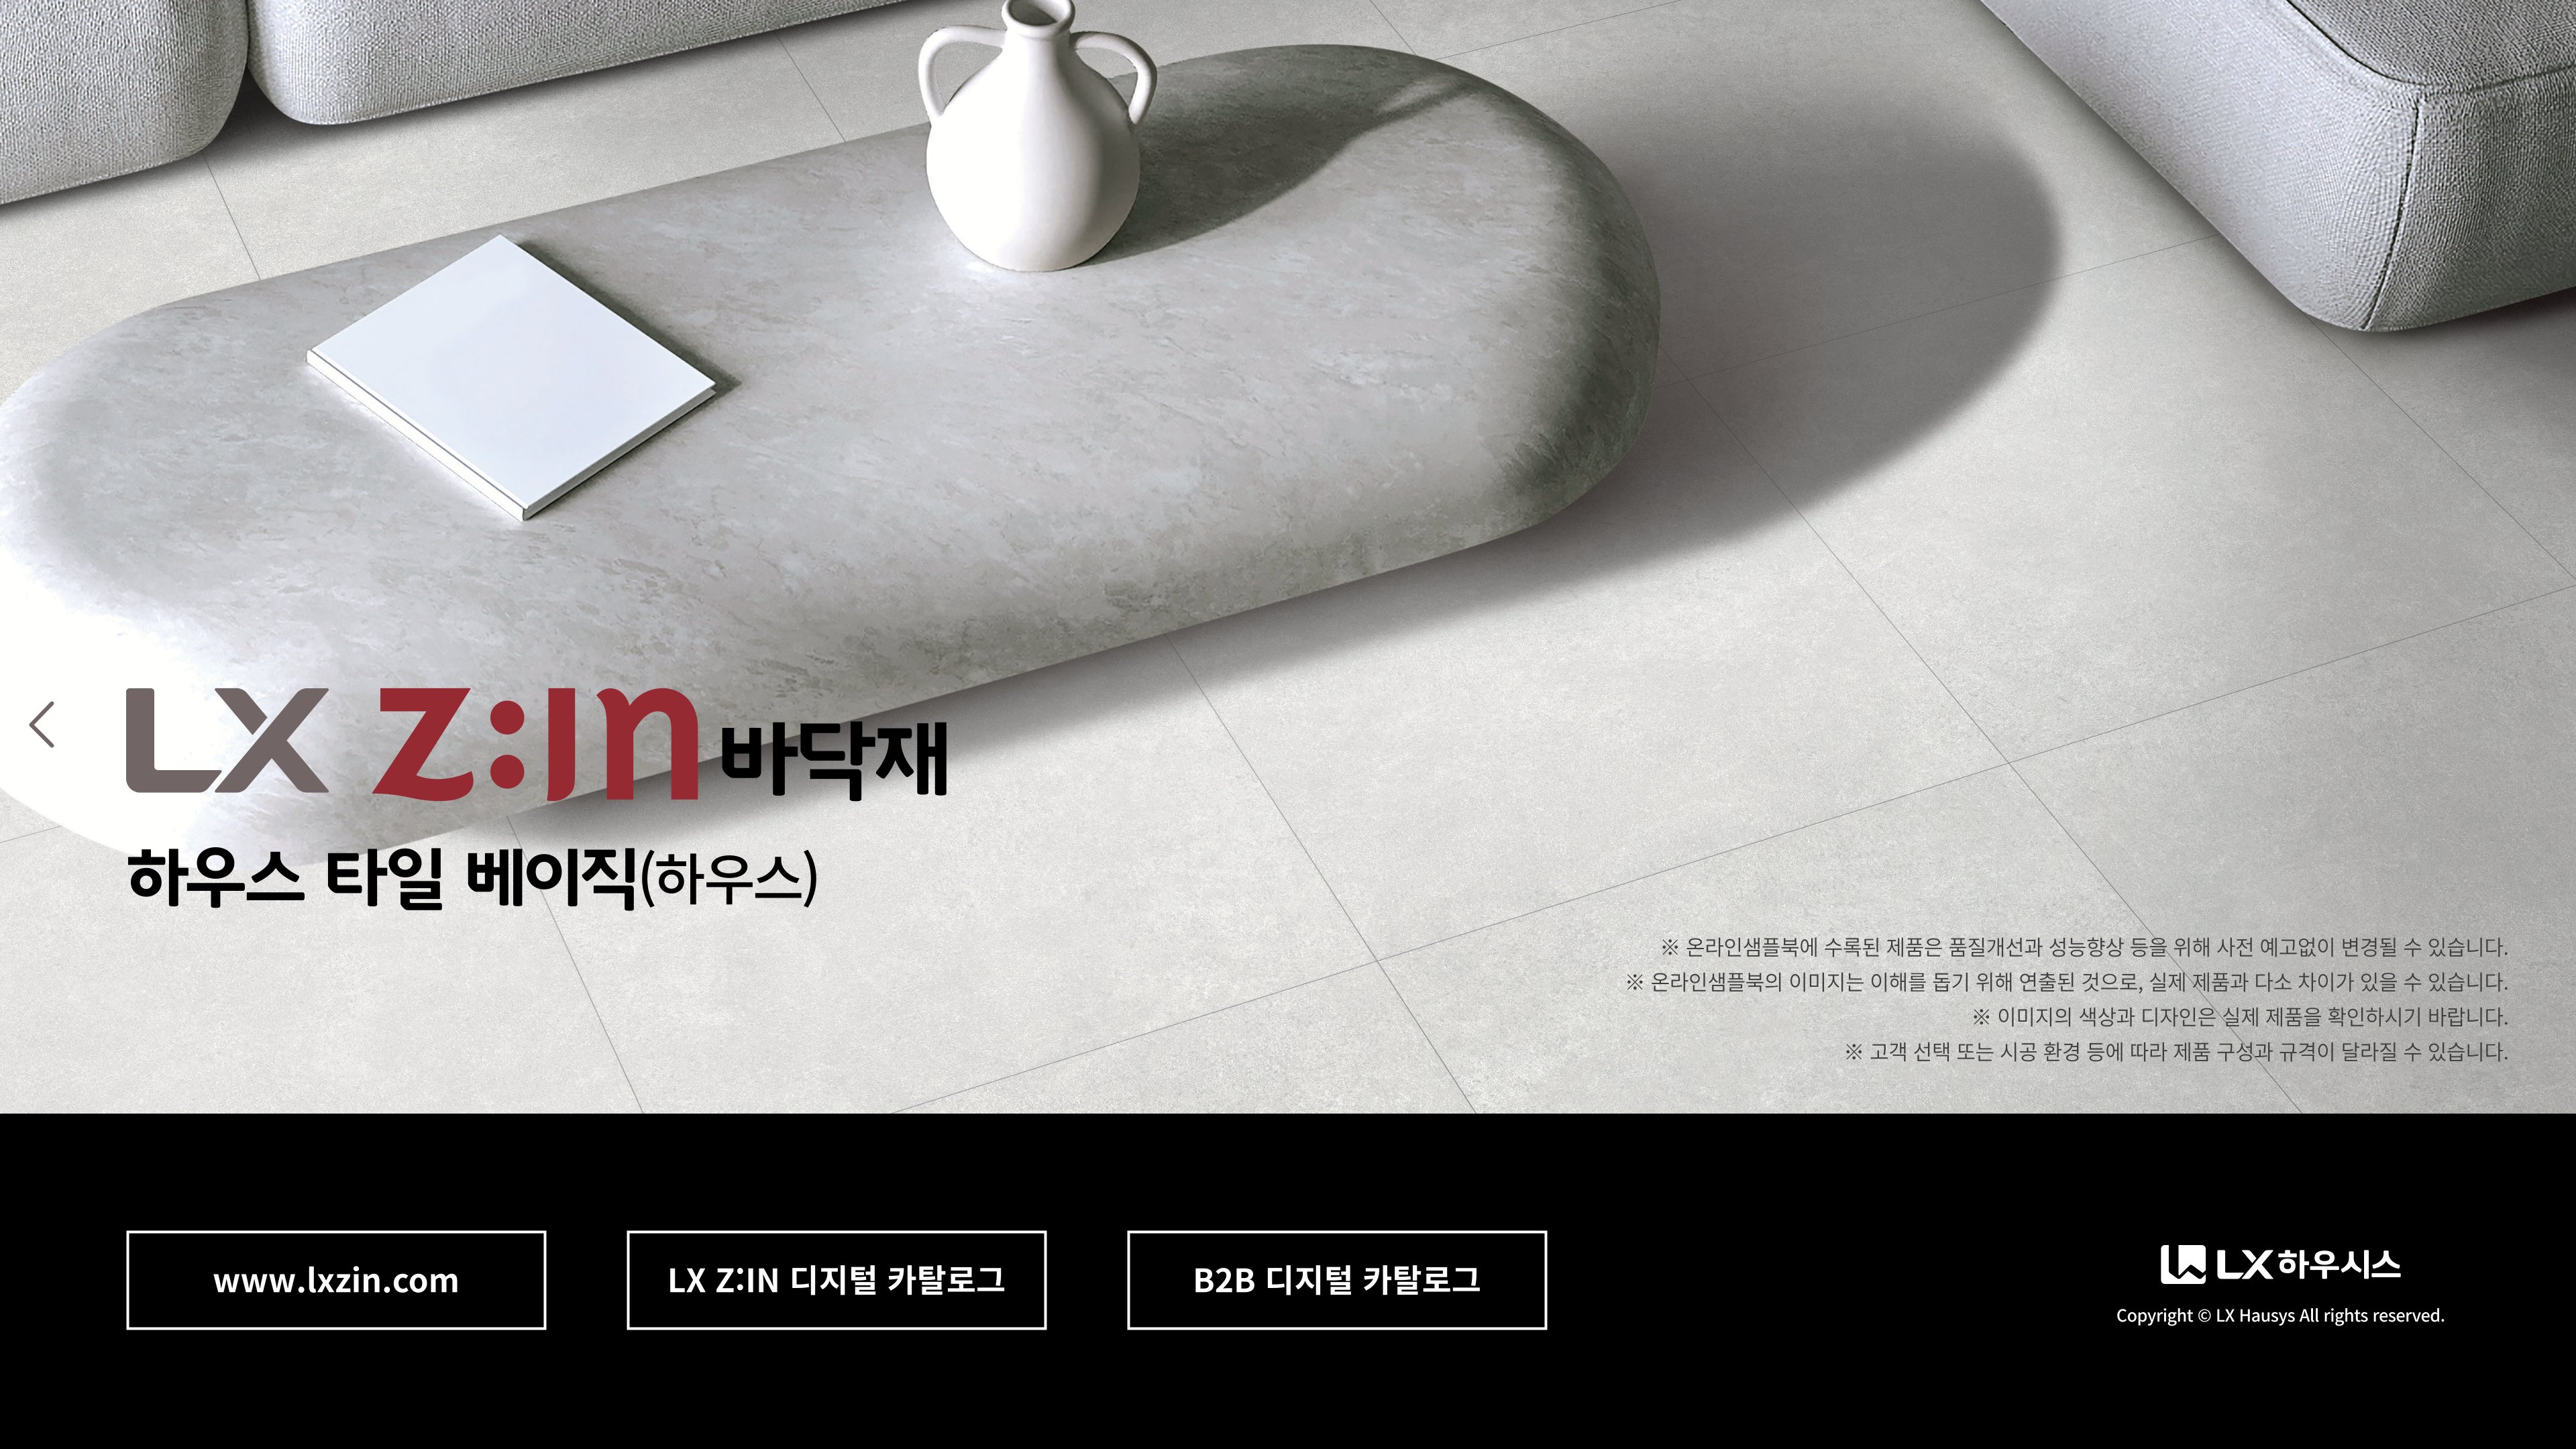 LX Z:IN 바닥재
하우스 타일 베이직(하우스)
※ 온라인샘플북에 수록된 제품은 품질개선과 성능향상 등을 위해 사전 예고없이 변경될 수 있습니다.
※ 온라인샘플북의 이미지는 이해를 돕기 위해 연출된 것으로, 실제 제품과 다소 차이가 있을 수 있습니다.
※ 이미지의 색상과 디자인은 실제 제품을 확인하시기 바랍니다.
※ 고객 선택 또는 시공 환경 등에 따라 제품 구성과 규격이 달라질 수 있습니다.
www.lxzin.com
LX Z:IN 디지털 카탈로그
B2B 디지털 카탈로그
LX하우시스
Copyright © LX Hausys All rights reserved.